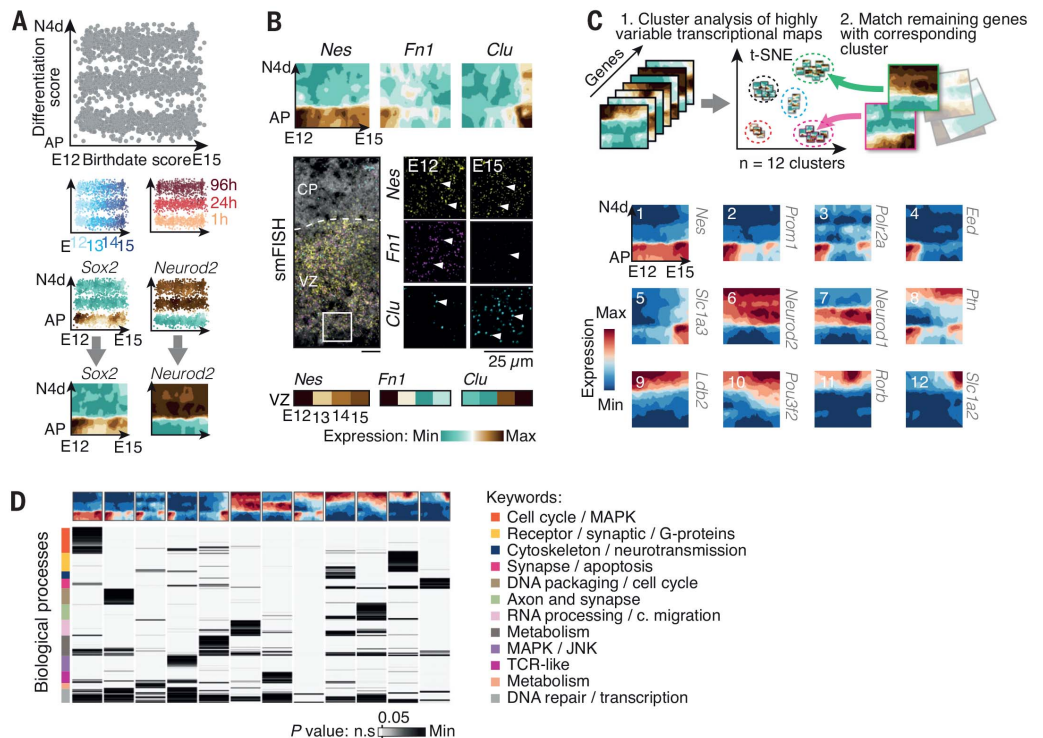 A
N4d
Differentiation
score
AP
E12 Birthdate score E15
96h
24h
1h
E 12 13 14 15
Sox2
Neurod2
AP
E12
E15
Sox2
Neurod2
N4d
AP
E12
E15
B
Nes
Fn1
Clu
N4d
AP
E12
E15
smFISH
CP
VZ
E12
E15
Nes
Fn1
Clu
25 µm
Nes
Fn1
Clu
VZ
E12 13 14 15
Expression: Min Max
C
1. Cluster analysis of highly
variable transcriptional maps
2. Match remaining genes
with corresponding
cluster
Genes
t-SNE
n = 12 clusters
N4d
AP
E12
E15
1
Nes
2
Prom1
3
Polr2a
4
Eed
5
Slc1a3
6
Neurod2
7
Neurod1
8
Ptn
Expression
Max
Min
9
Ldb2
10
Pou3f2
11
Rorb
12
Slc1a2
D
Biological processes
P value: n.s 0.05 Min
Keywords:
Cell cycle / MAPK
Receptor / synaptic / G-proteins
Cytoskeleton / neurotransmission
Synapse / apoptosis
DNA packaging / cell cycle
Axon and synapse
RNA processing / c. migration
Metabolism
MAPK / JNK
TCR-like
Metabolism
DNA repair / transcription